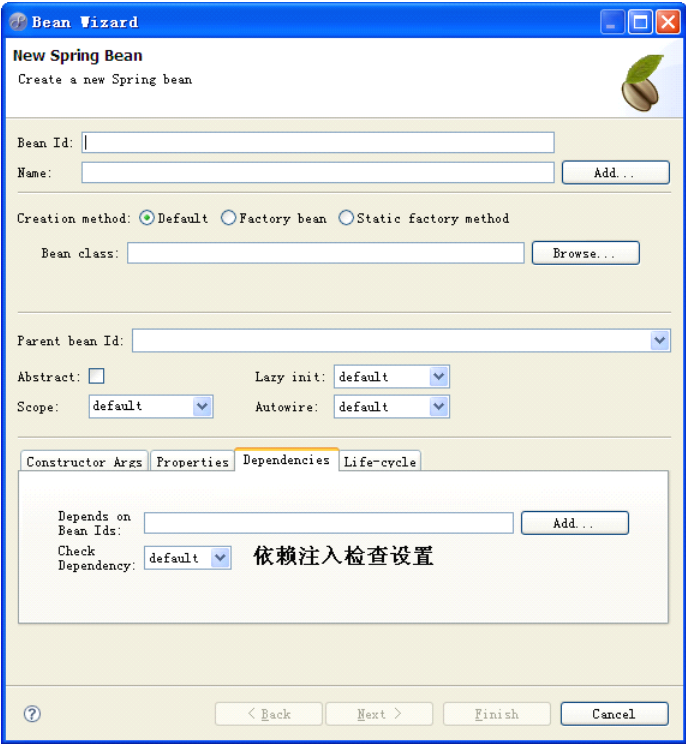 Bean Wizard
New Spring Bean
Create a new Spring bean
Bean Id:
Name: Add...
Creation method: Default Factory bean Static factory method
Bean class: Browse...
Parent bean Id:
Abstract: Lazy init: default
Scope: default Autowire: default
Constructor Args Properties Dependencies Life-cycle
Depends on
Bean Ids: Add...
Check
Dependency: default 依赖注入检查设置
? < Back Next > Finish Cancel